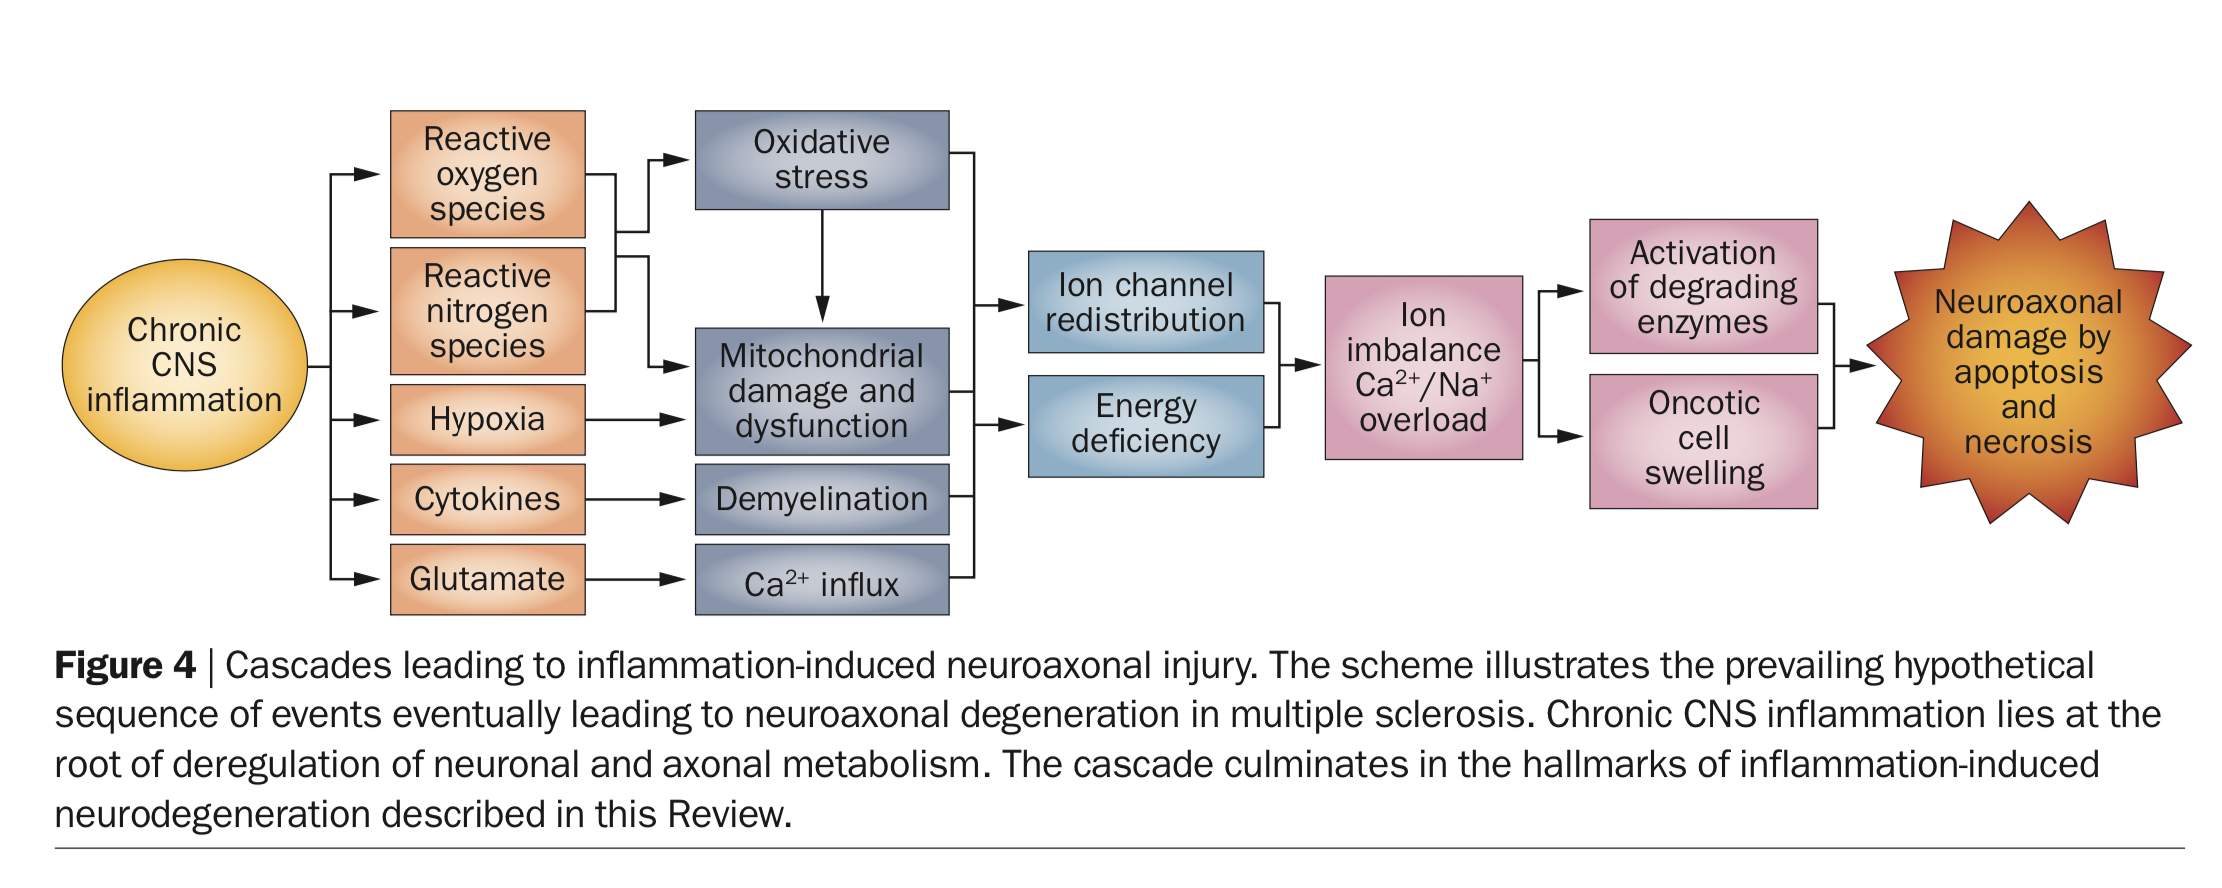 Chronic
CNS
inflammation
Reactive
oxygen
species
Reactive
nitrogen
species
Hypoxia
Cytokines
Glutamate
Oxidative
stress
Mitochondrial
damage and
dysfunction
Demyelination
Ca²⁺ influx
Ion channel
redistribution
Energy
deficiency
Ion
imbalance
Ca²⁺/Na⁺
overload
Activation
of degrading
enzymes
Oncotic
cell
swelling
Neuroaxonal
damage by
apoptosis
and
necrosis
Figure 4 | Cascades leading to inflammation-induced neuroaxonal injury. The scheme illustrates the prevailing hypothetical
sequence of events eventually leading to neuroaxonal degeneration in multiple sclerosis. Chronic CNS inflammation lies at the
root of deregulation of neuronal and axonal metabolism. The cascade culminates in the hallmarks of inflammation-induced
neurodegeneration described in this Review.